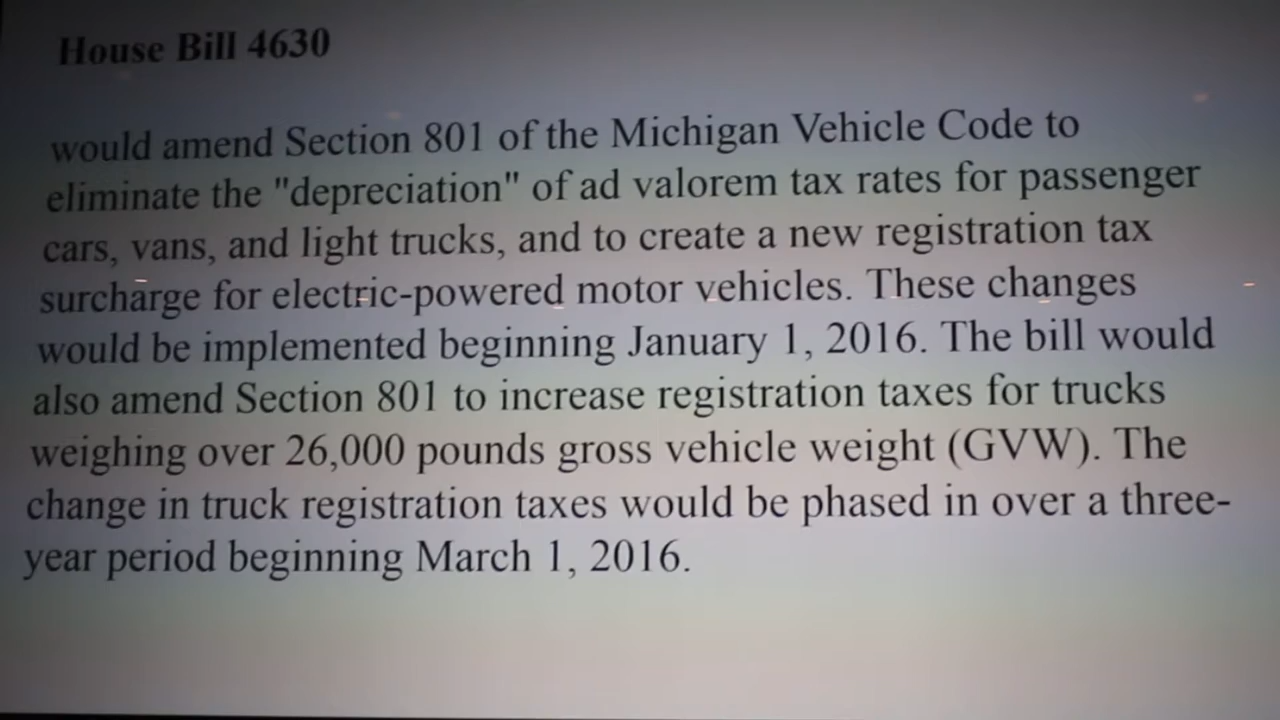 House Bill 4630
would amend Section 801 of the Michigan Vehicle Code to
eliminate the "depreciation" of ad valorem tax rates for passenger
cars, vans, and light trucks, and to create a new registration tax
surcharge for electric-powered motor vehicles. These changes
would be implemented beginning January 1, 2016. The bill would
also amend Section 801 to increase registration taxes for trucks
weighing over 26,000 pounds gross vehicle weight (GVW). The
change in truck registration taxes would be phased in over a three-
year period beginning March 1, 2016.